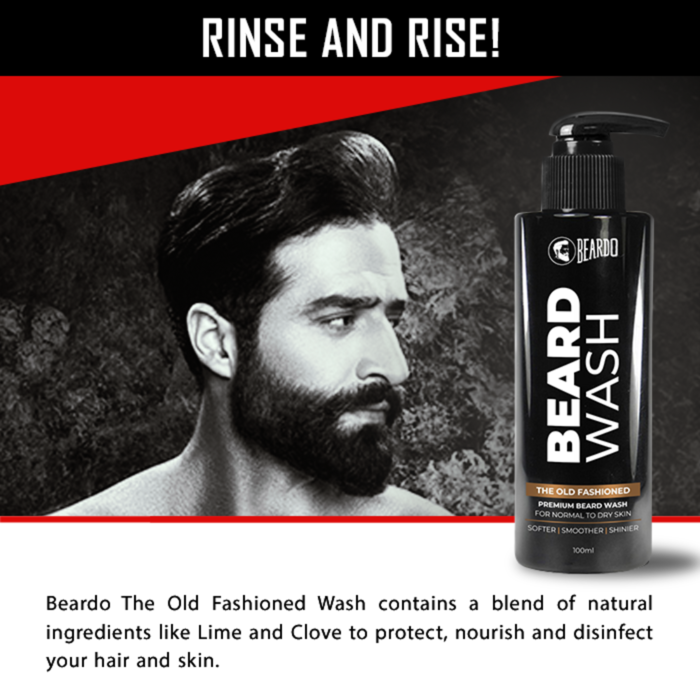 RINSE AND RISE!
BEARDO
BEARD
WASH
THE OLD FASHIONED
PREMIUM BEARD WASH
FOR NORMAL TO DRY SKIN
SOFTER | SMOOTHER | SHINIER
100ml
Beardo The Old Fashioned Wash contains a blend of natural
ingredients like Lime and Clove to protect, nourish and disinfect
your hair and skin.